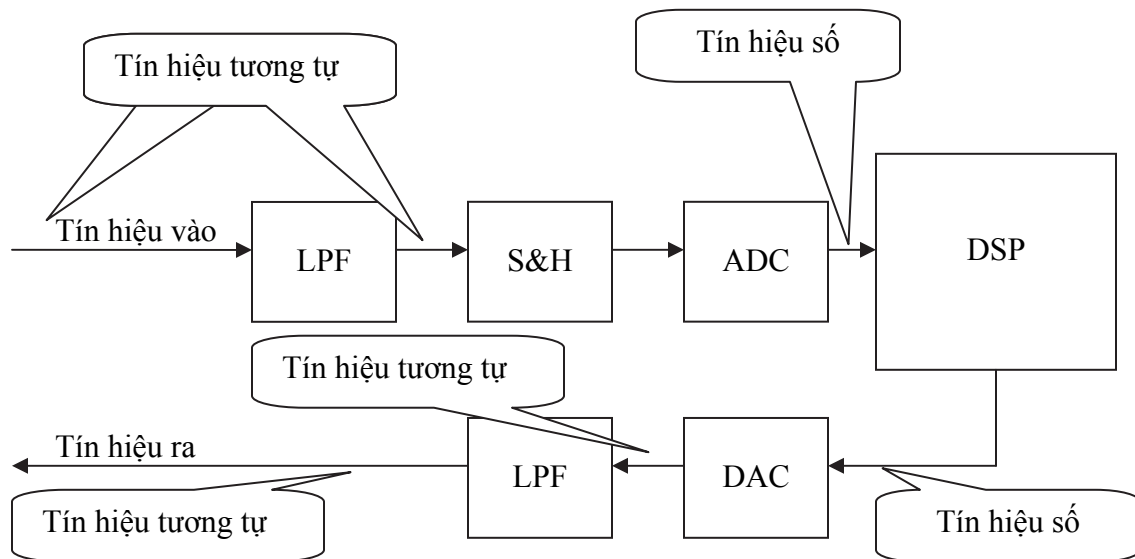 Tín hiệu số
Tín hiệu tương tự
Tín hiệu vào
LPF
S&H
ADC
DSP
Tín hiệu tương tự
Tín hiệu ra
LPF
DAC
Tín hiệu tương tự
Tín hiệu số